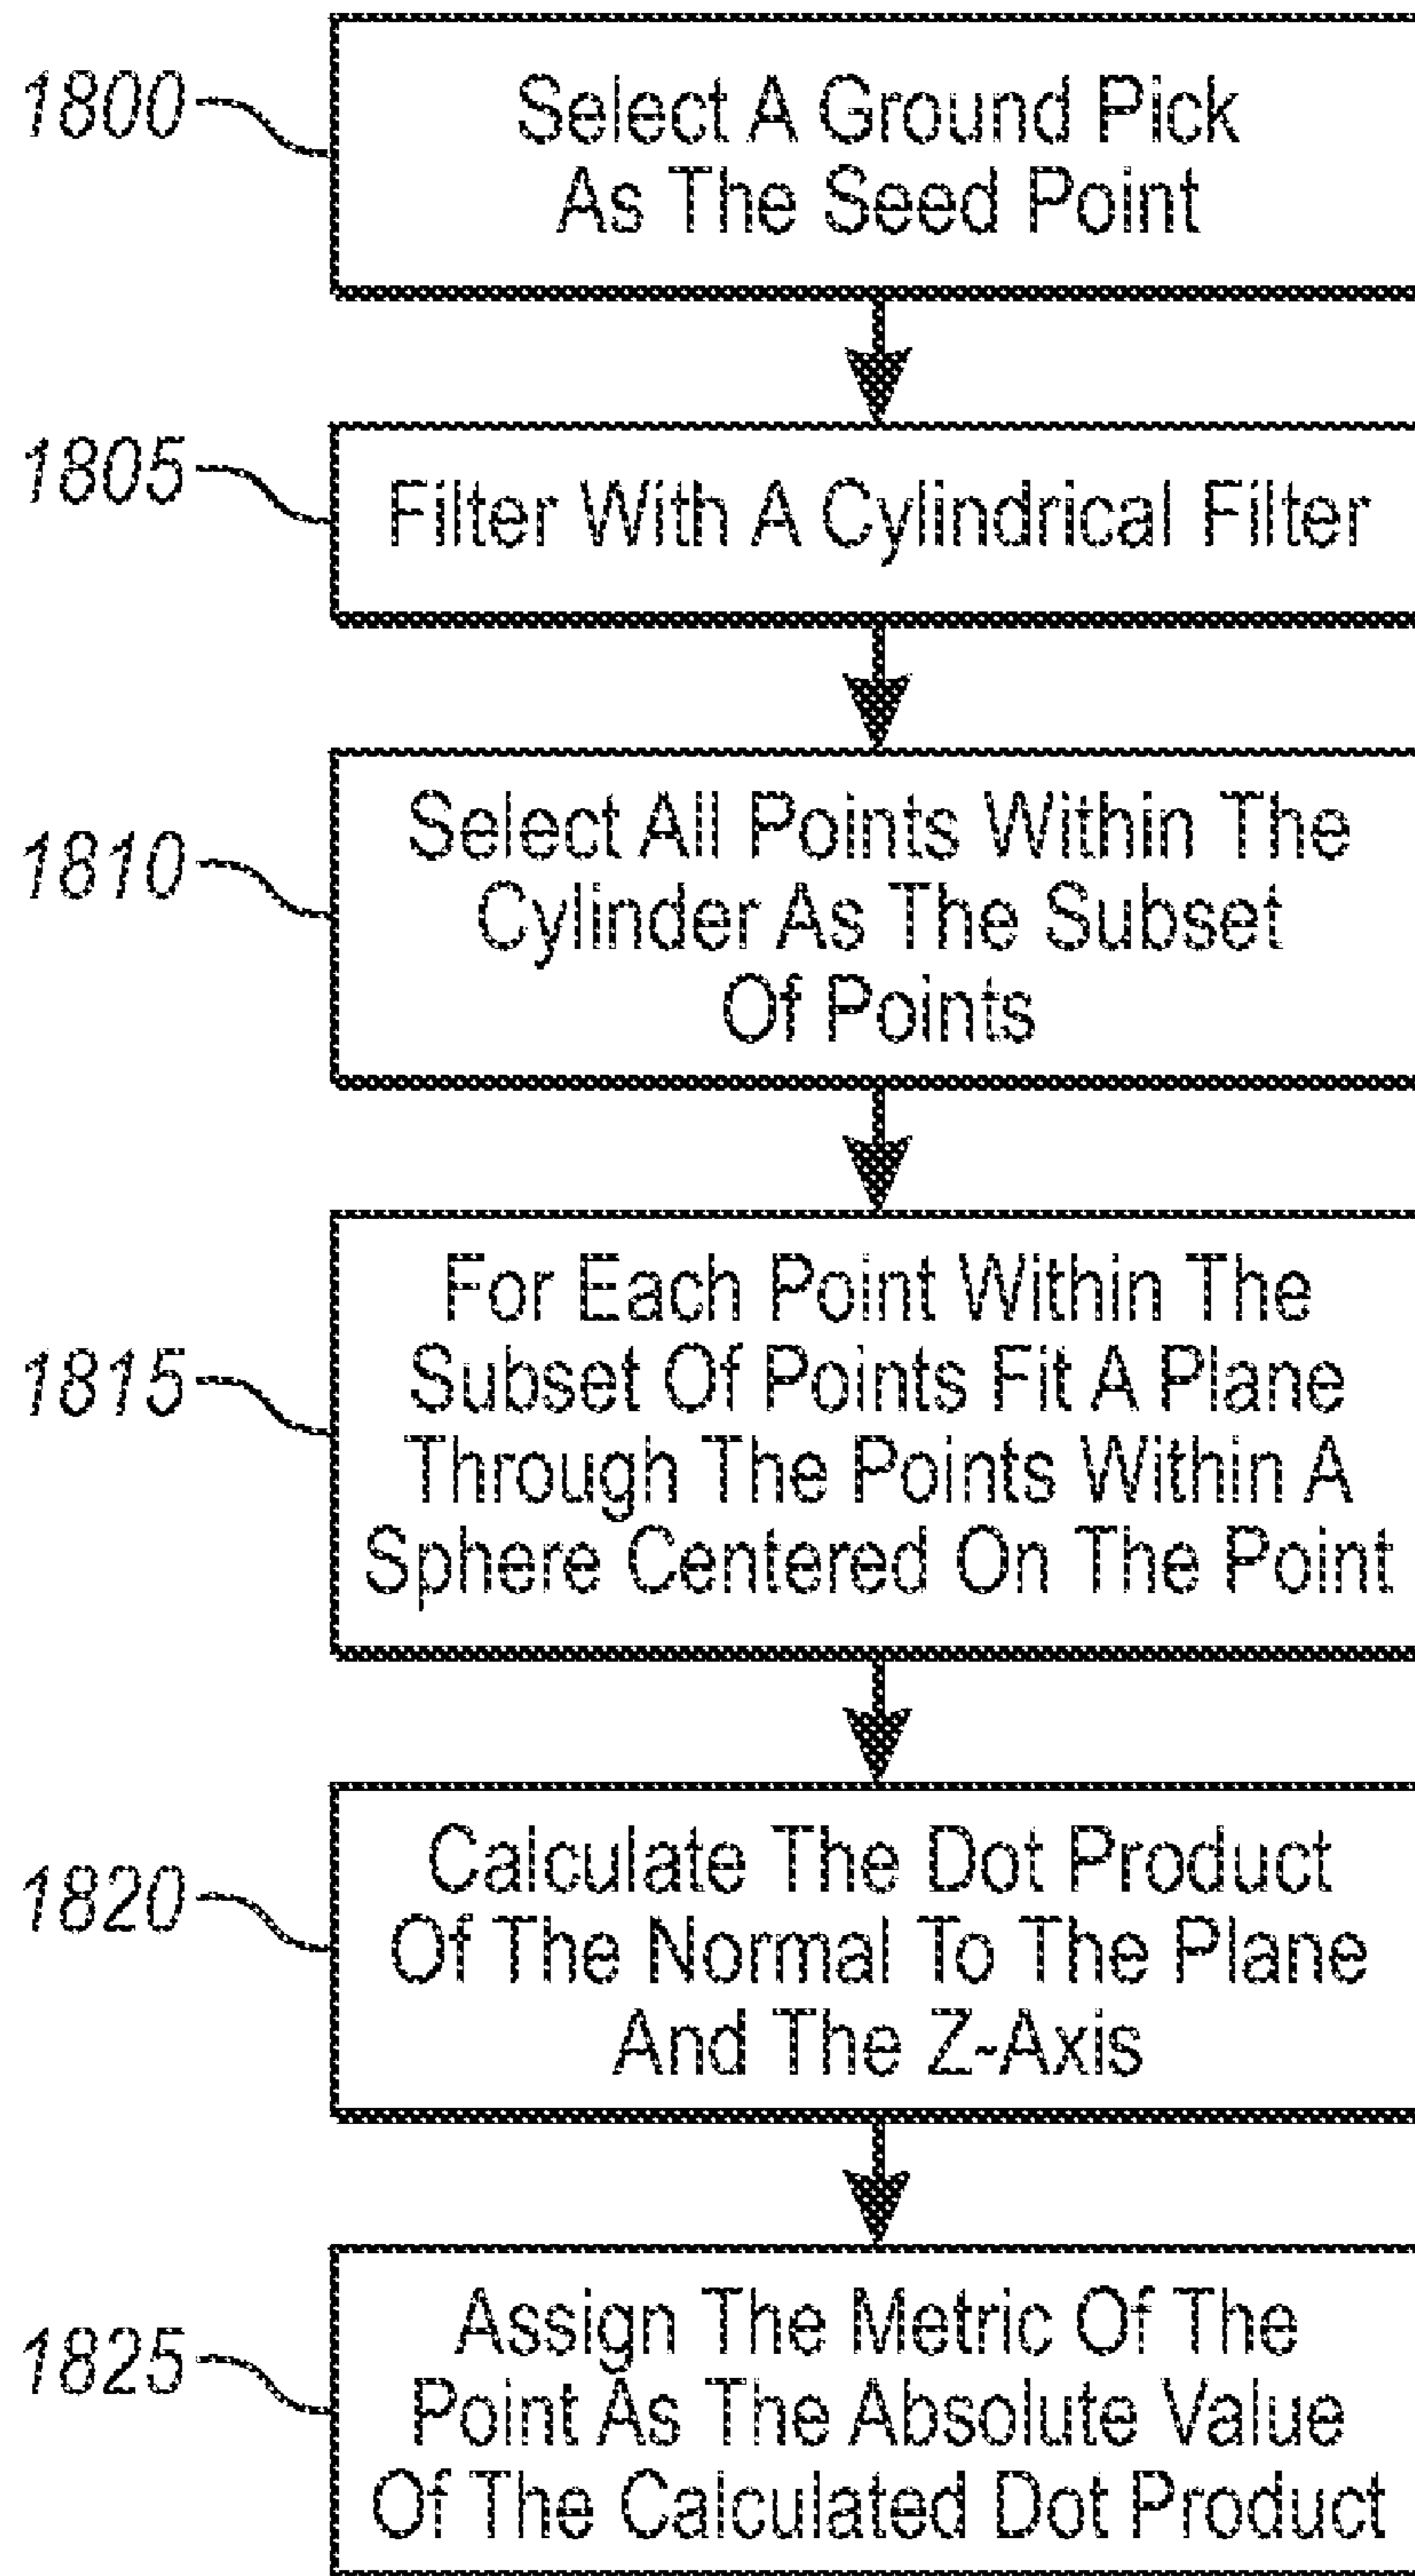 1800
Select A Ground Pick
As The Seed Point
1805
Filter With A Cylindrical Filter
1810
Select All Points Within The
Cylinder As The Subset
Of Points
1815
For Each Point Within The
Subset Of Points Fit A Plane
Through The Points Within A
Sphere Centered On The Point
1820
Calculate The Dot Product
Of The Normal To The Plane
And The Z-Axis
1825
Assign The Metric Of The
Point As The Absolute Value
Of The Calculated Dot Product